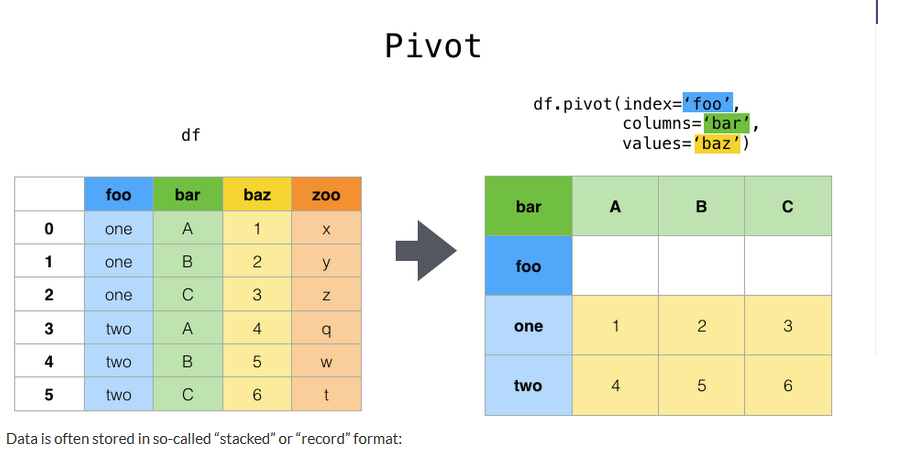 Pivot
df
foo bar baz zoo
0 one A 1 x
1 one B 2 y
2 one C 3 z
3 two A 4 q
4 two B 5 w
5 two C 6 t
df.pivot(index=‘foo’,
columns=‘bar’,
values=‘baz’)
bar A B C
foo
one 1 2 3
two 4 5 6
Data is often stored in so-called “stacked” or “record” format: